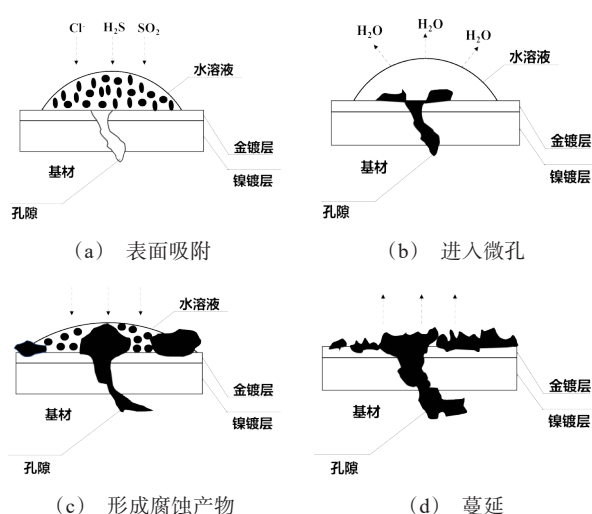 Cl⁻ H₂S SO₂
水溶液
金镀层
镍镀层
基材
孔隙
(a) 表面吸附
H₂O H₂O H₂O
水溶液
金镀层
镍镀层
基材
孔隙
(b) 进入微孔
水溶液
金镀层
镍镀层
基材
孔隙
(c) 形成腐蚀产物
金镀层
镍镀层
基材
孔隙
(d) 蔓延